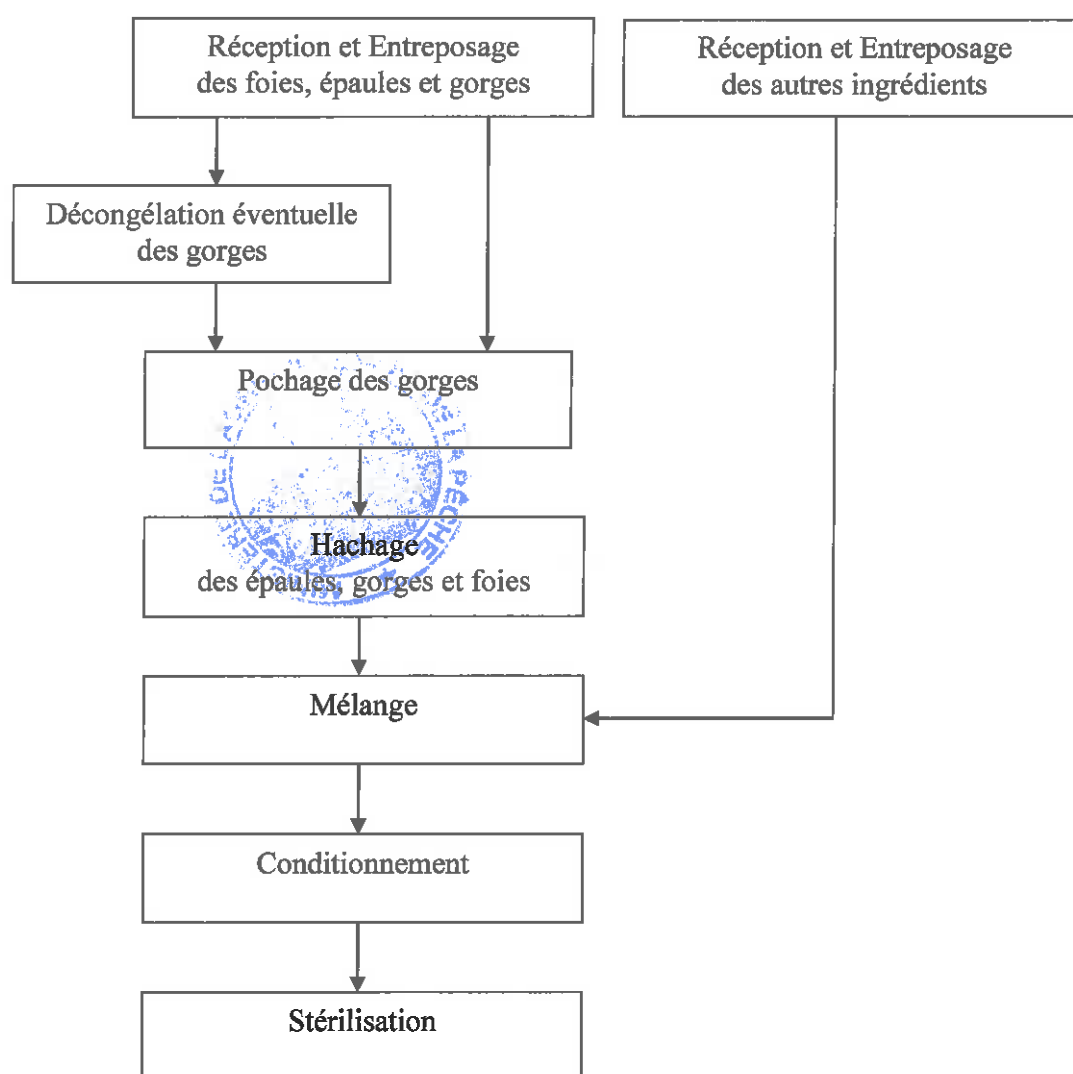 Réception et Entreposage
des foies, épaules et gorges
Réception et Entreposage
des autres ingrédients
Décongélation éventuelle
des gorges
Pochage des gorges
Hachage
des épaules, gorges et foies
Mélange
Conditionnement
Stérilisation